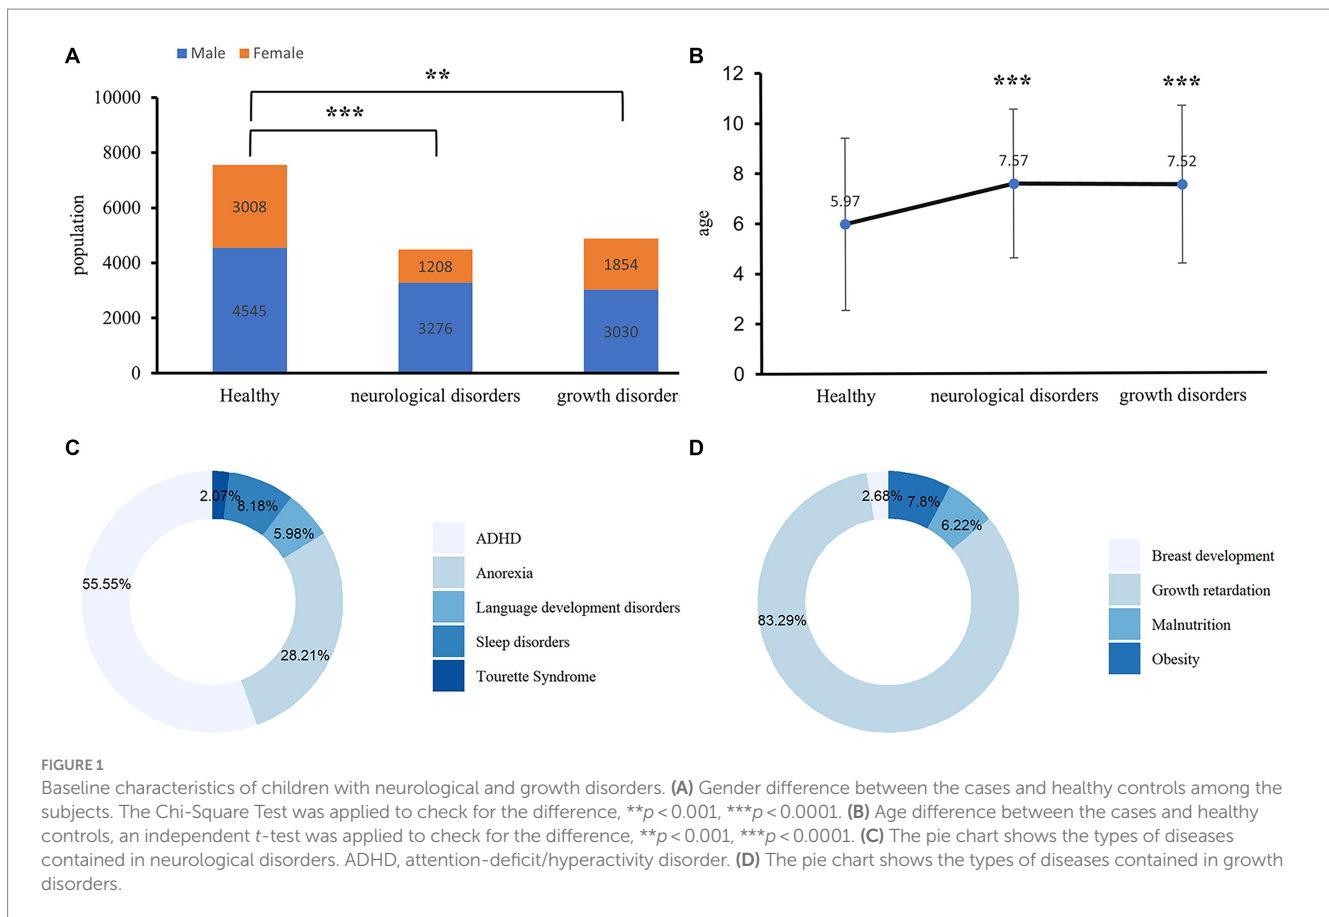 A
Male Female
10000
8000
6000
4000
2000
0
population
**
***
3008
4545
1208
3276
1854
3030
Healthy neurological disorders growth disorders
B
12
10
8
6
4
2
0
age
*** ***
5.97
7.57
7.52
Healthy neurological disorders growth disorders
C
2.07%
8.18%
5.98%
55.55%
28.21%
ADHD
Anorexia
Language development disorders
Sleep disorders
Tourette Syndrome
D
2.68%
7.8%
6.22%
83.29%
Breast development
Growth retardation
Malnutrition
Obesity
FIGURE 1
Baseline characteristics of children with neurological and growth disorders. (A) Gender difference between the cases and healthy controls among the
subjects. The Chi-Square Test was applied to check for the difference, **p < 0.001, ***p < 0.0001. (B) Age difference between the cases and healthy
controls, an independent t-test was applied to check for the difference, **p < 0.001, ***p < 0.0001. (C) The pie chart shows the types of diseases
contained in neurological disorders. ADHD, attention-deficit/hyperactivity disorder. (D) The pie chart shows the types of diseases contained in growth
disorders.